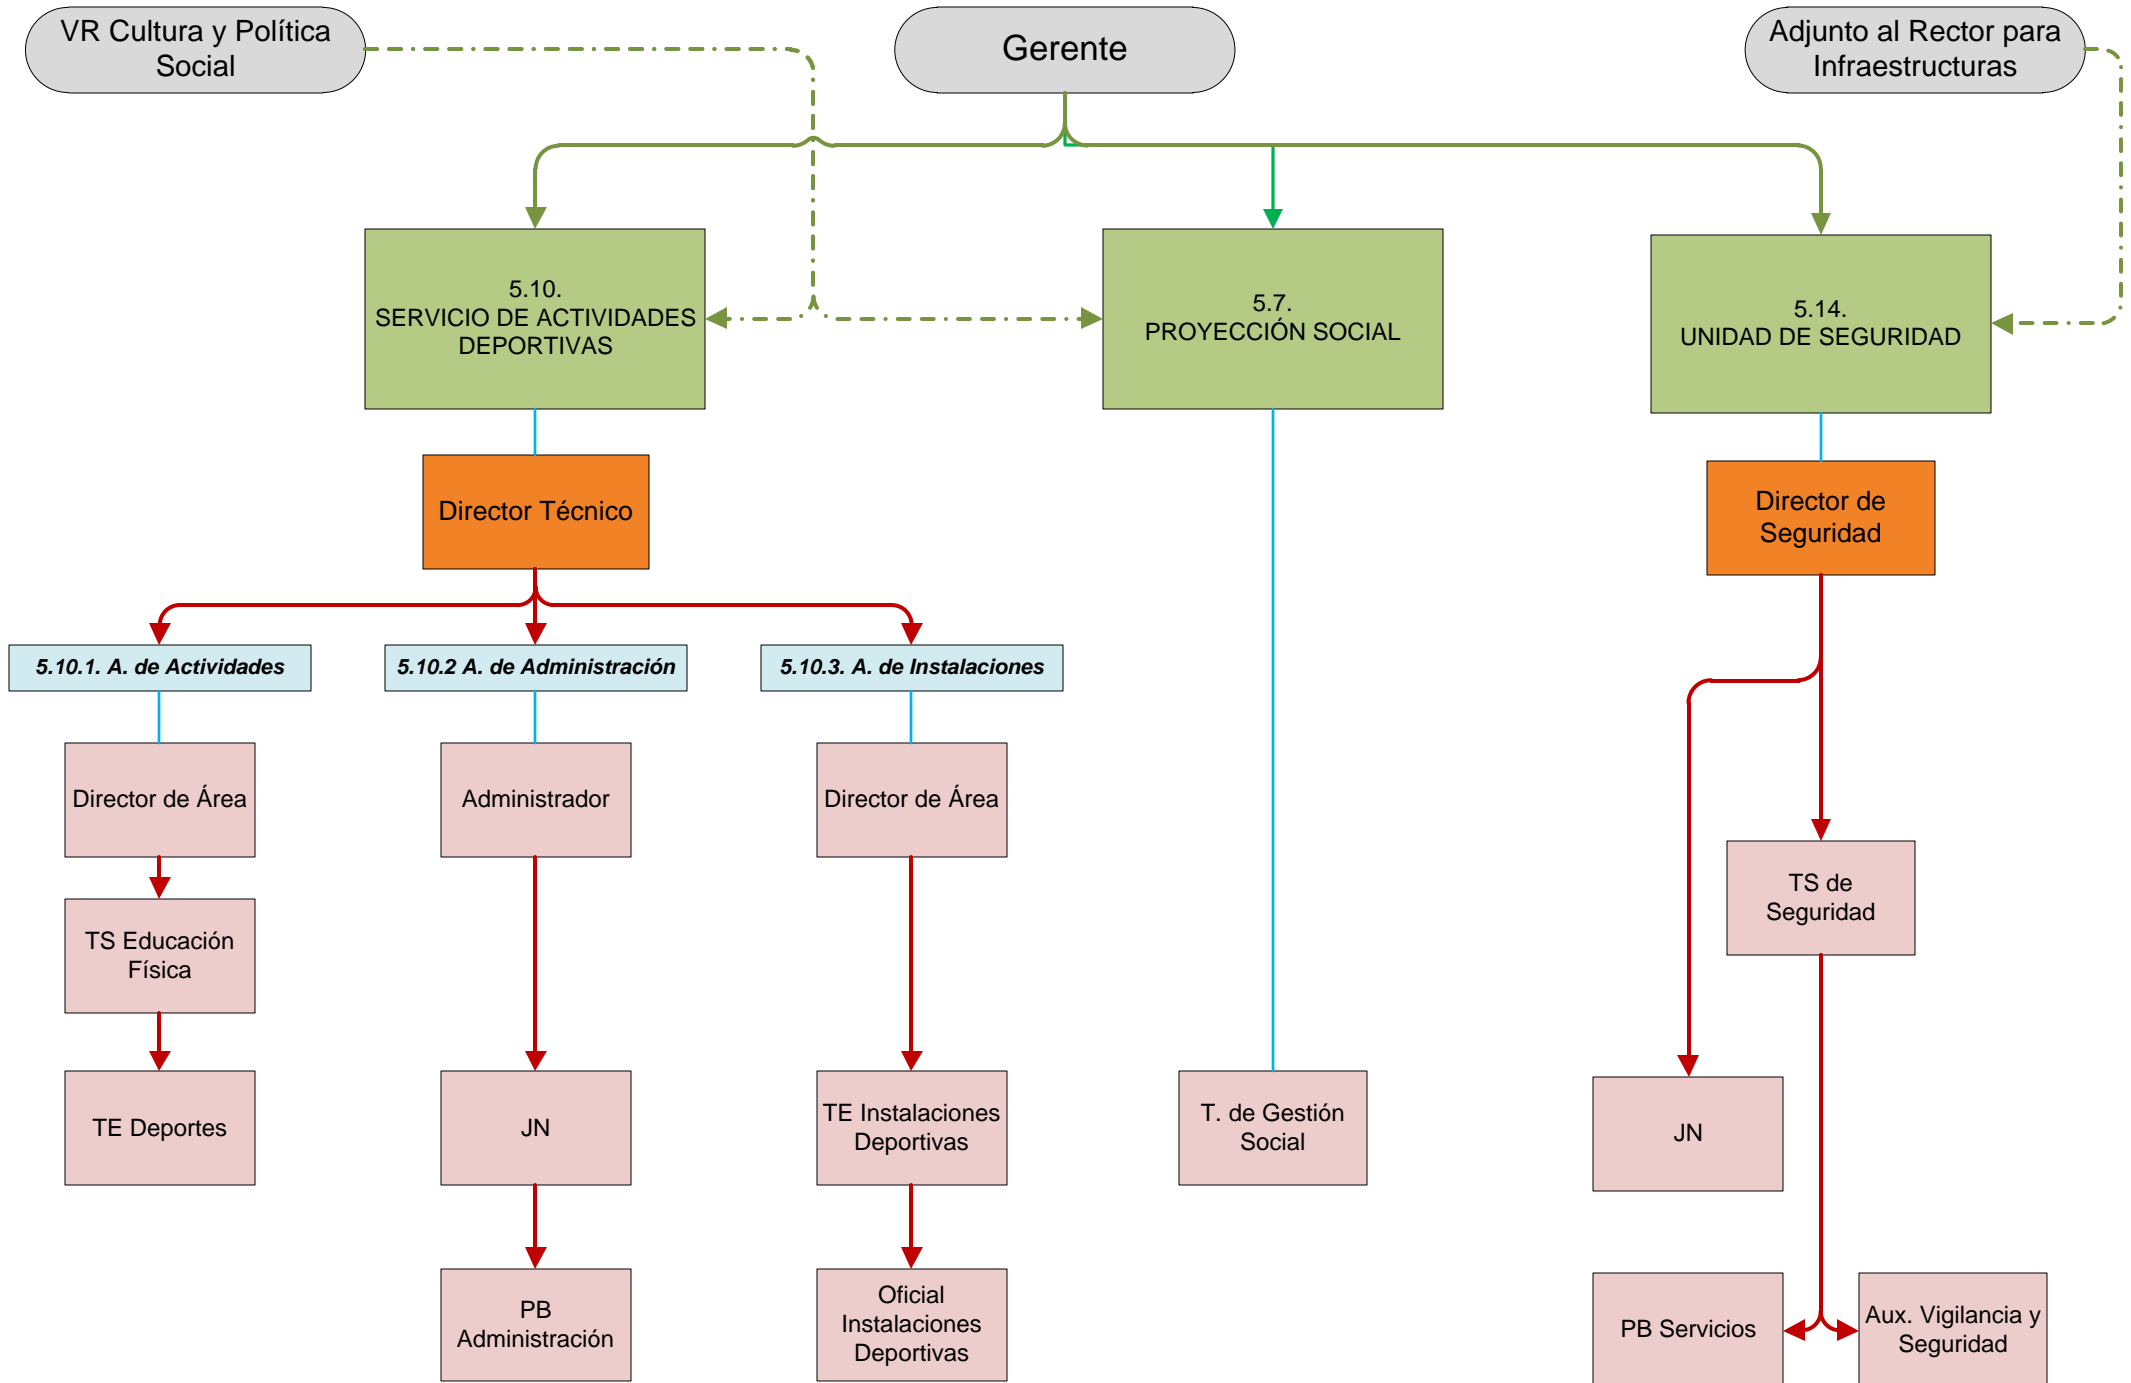 VR Cultura y Política
Social
Gerente
Adjunto al Rector para
Infraestructuras
5.10.
SERVICIO DE ACTIVIDADES
DEPORTIVAS
5.7.
PROYECCIÓN SOCIAL
5.14.
UNIDAD DE SEGURIDAD
Director Técnico
Director de
Seguridad
5.10.1. A. de Actividades
5.10.2 A. de Administración
5.10.3. A. de Instalaciones
Director de Área
Administrador
Director de Área
TS de
Seguridad
TS Educación
Física
TE Deportes
JN
TE Instalaciones
Deportivas
T. de Gestión
Social
JN
PB
Administración
Oficial
Instalaciones
Deportivas
PB Servicios
Aux. Vigilancia y
Seguridad